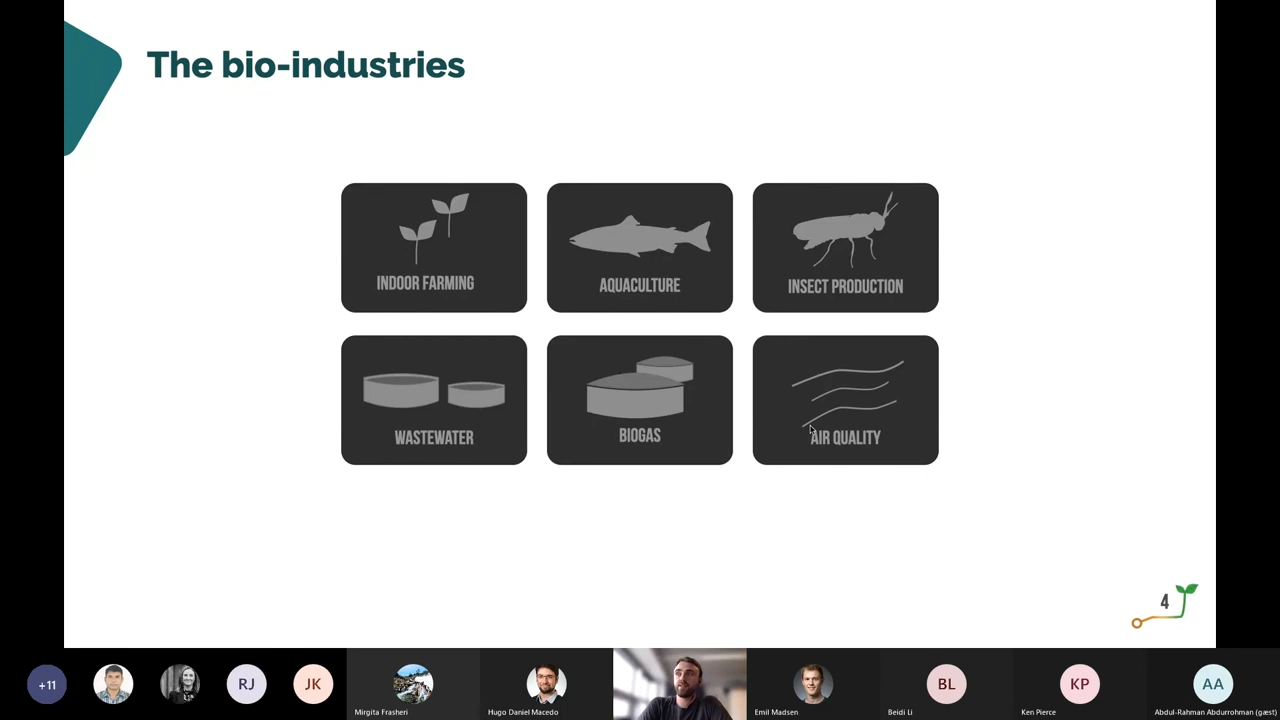 The bio-industries
INDOOR FARMING
AQUACULTURE
INSECT PRODUCTION
WASTEWATER
BIOGAS
AIR QUALITY
4
+11
RJ
JK
Mirgita Frasheri
Hugo Daniel Macedo
Emil Madsen
BL
Beidi Li
KP
Ken Pierce
AA
Abdul-Rahman Abdurrohman (gæst)